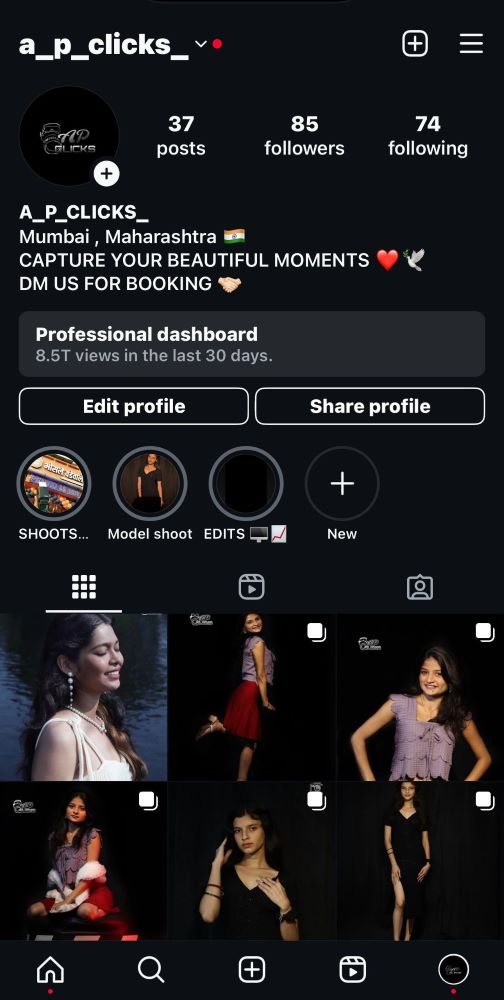 a_p_clicks_
AP
CLICKS
37
posts
85
followers
74
following
A_P_CLICKS_
Mumbai , Maharashtra 🇮🇳
CAPTURE YOUR BEAUTIFUL MOMENTS ❤️🕊️
DM US FOR BOOKING 🤝🏻
Professional dashboard
8.5T views in the last 30 days.
Edit profile
Share profile
SHOOTS...
Model shoot
EDITS 🖥️📈
New